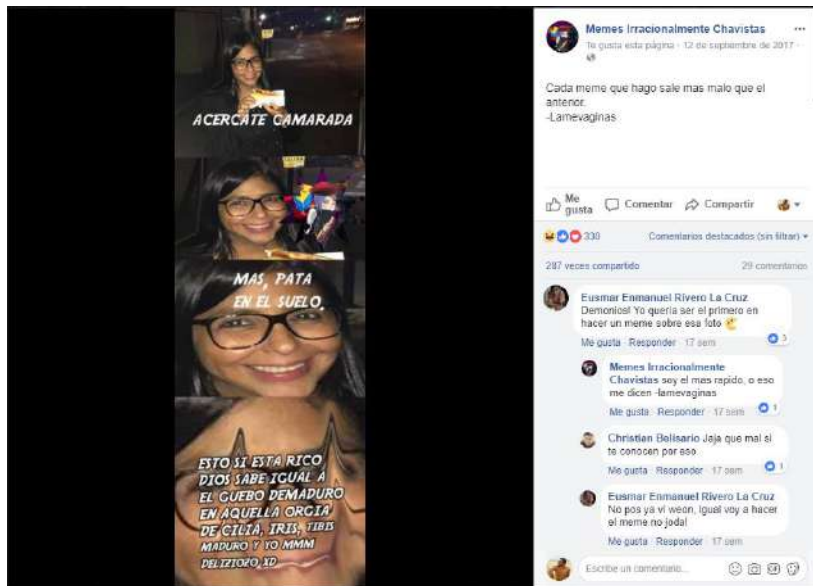 ACERCATE CAMARADA
MAS, PATA
EN EL SUELO,
ESTO SI ESTA RICO
DIOS SABE IGUAL A
EL GUEBO DEMADURO
EN AQUELLA ORGIA
DE CILIA, IRIS, TIBIS
MADURO Y YO MMM
DELIZIOZO XD
Memes Irracionalmente Chavistas
Te gusta esta página · 12 de septiembre de 2017 ·
Cada meme que hago sale mas malo que el
anterior.
-Lamevaginas
Me
gusta
Comentar
Compartir
330
Comentarios destacados (sin filtrar)
287 veces compartido
29 comentarios
Eusmar Enmanuel Rivero La Cruz
Demonios! Yo queria ser el primero en
hacer un meme sobre esa foto
Me gusta · Responder · 17 sem
3
Memes Irracionalmente
Chavistas soy el mas rapido, o eso
me dicen -lamevaginas
Me gusta · Responder · 17 sem
1
Christian Belisario Jaja que mal si
te conocen por eso
Me gusta · Responder · 17 sem
1
Eusmar Enmanuel Rivero La Cruz
No pos ya vi weon, igual voy a hacer
el meme no joda!
Me gusta · Responder · 17 sem
Escribe un comentario...